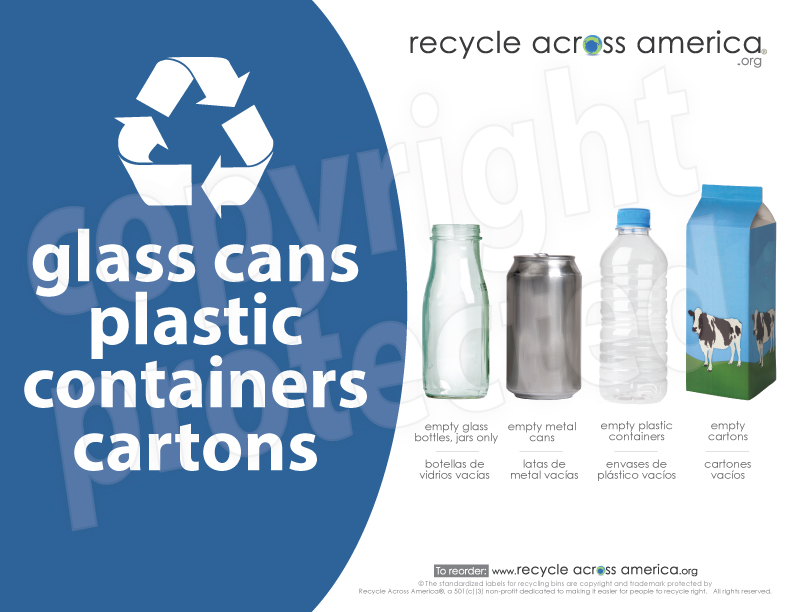 recycle across america®
.org
copyright
protected
glass cans
plastic
containers
cartons
empty glass
bottles, jars only
botellas de
vidrios vacías
empty metal
cans
latas de
metal vacías
empty plastic
containers
envases de
plástico vacíos
empty
cartons
cartones
vacíos
To reorder: www.recycle across america.org
©The standardized labels for recycling bins are copyright and trademark protected by
Recycle Across America®, a 501(c)(3) non-profit dedicated to making it easier for people to recycle right. All rights reserved.